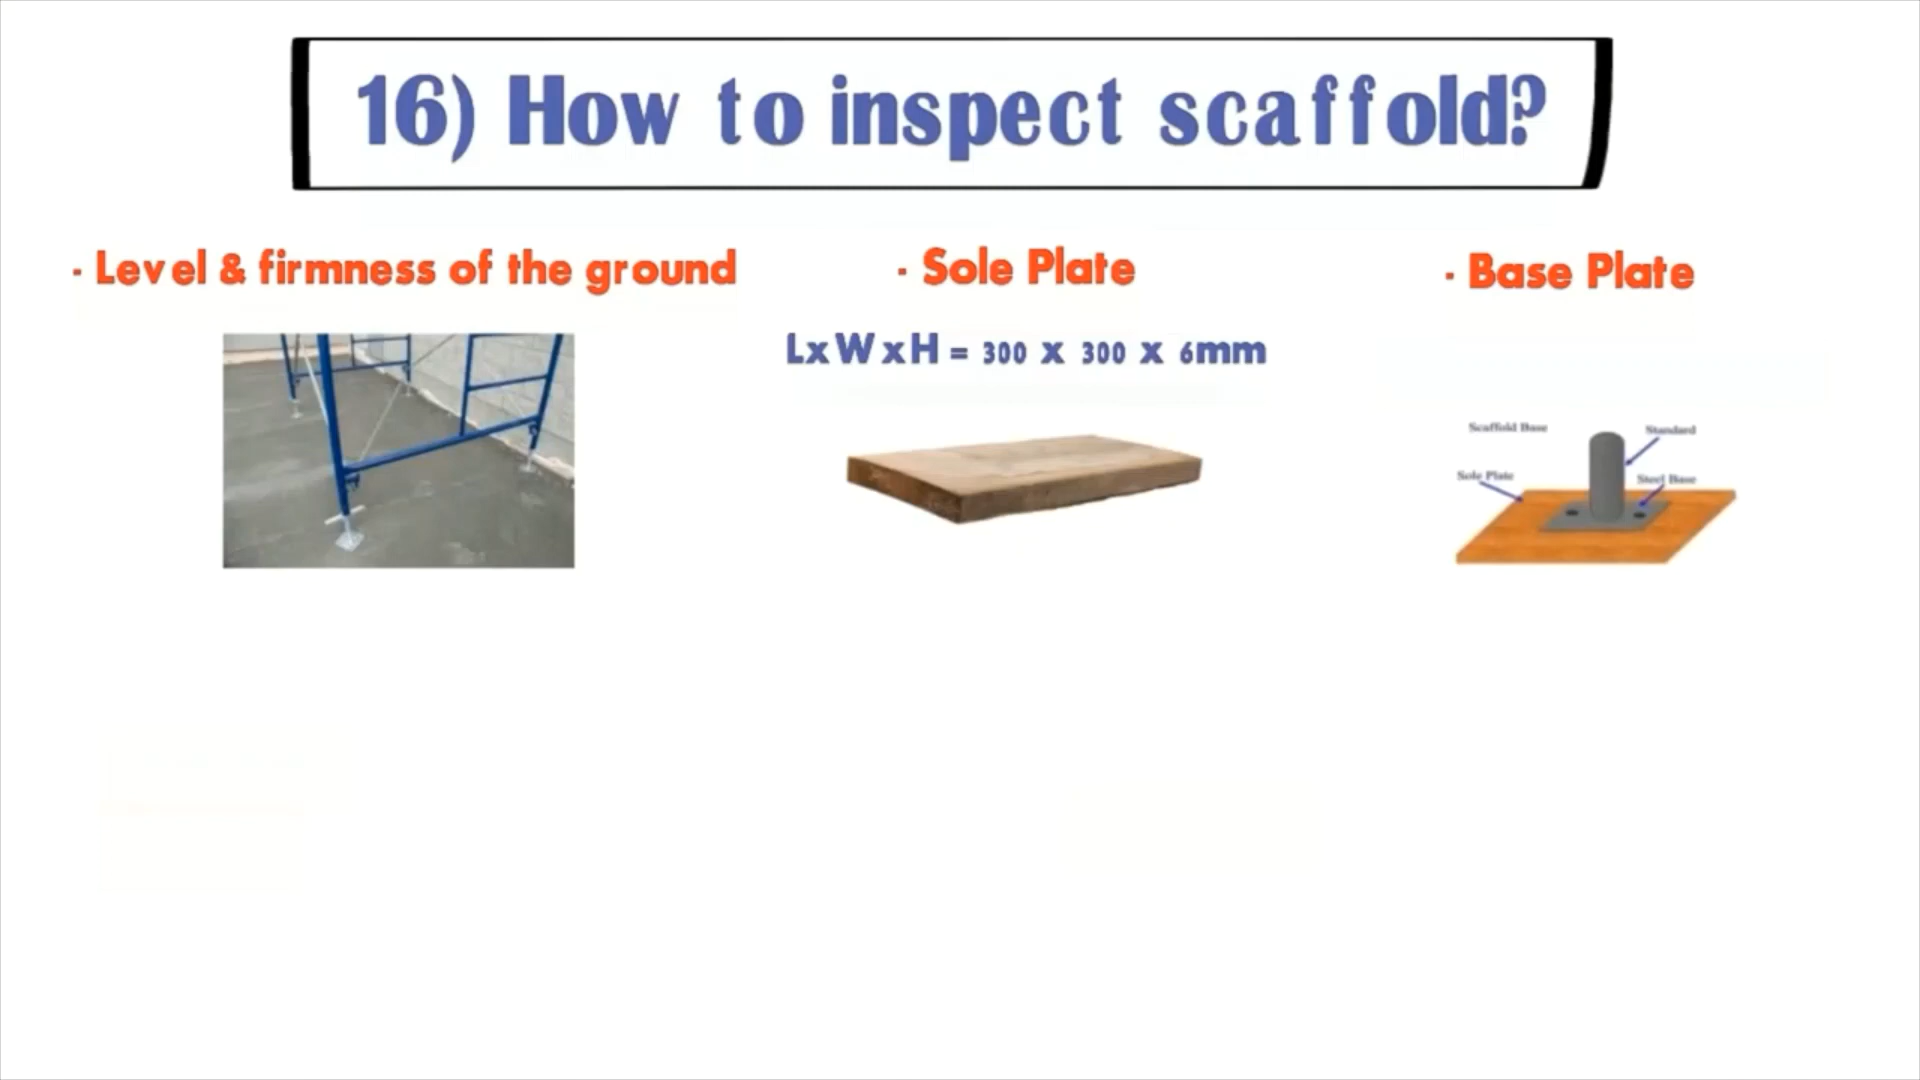 16) How to inspect scaffold?
- Level & firmness of the ground
- Sole Plate
- Base Plate
LxWxH = 300 x 300 x 6mm
Scaffold Base
Standard
Sole Plate
Steel Base